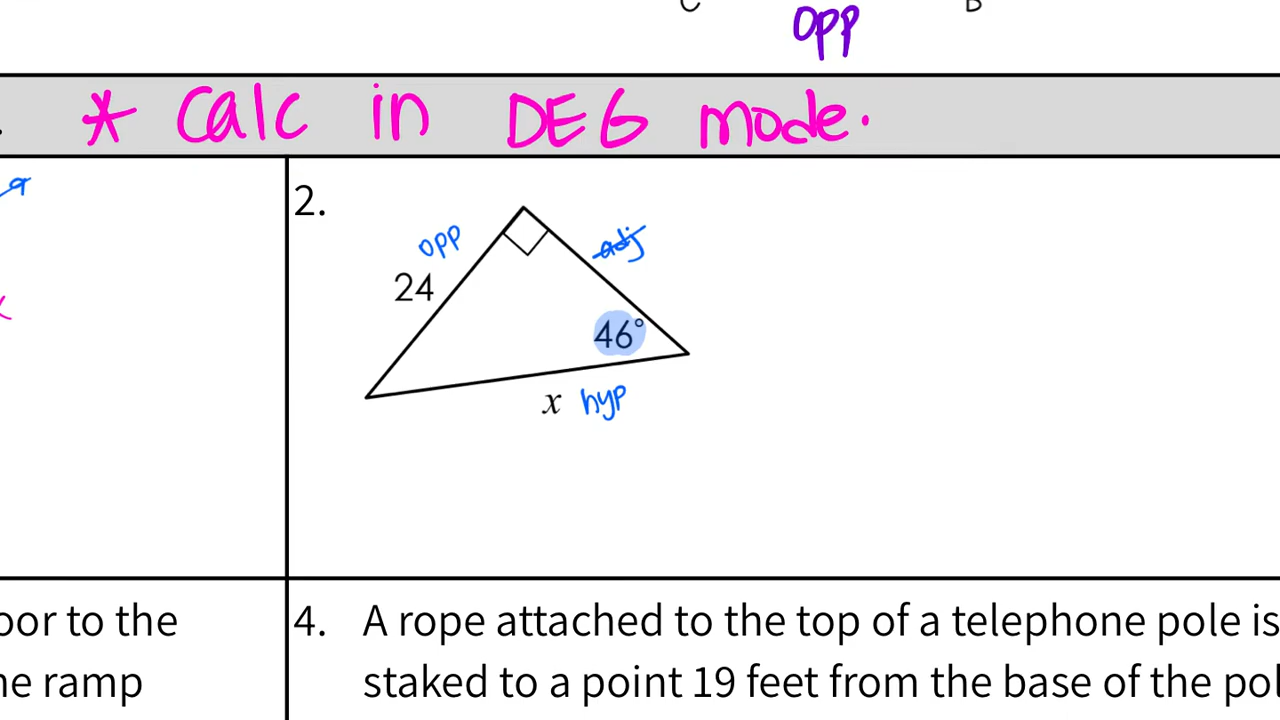 C B
opp
* Calc in DEG mode.
2.
opp adj
24
46°
x hyp
oor to the
ne ramp
4. A rope attached to the top of a telephone pole is
staked to a point 19 feet from the base of the pol